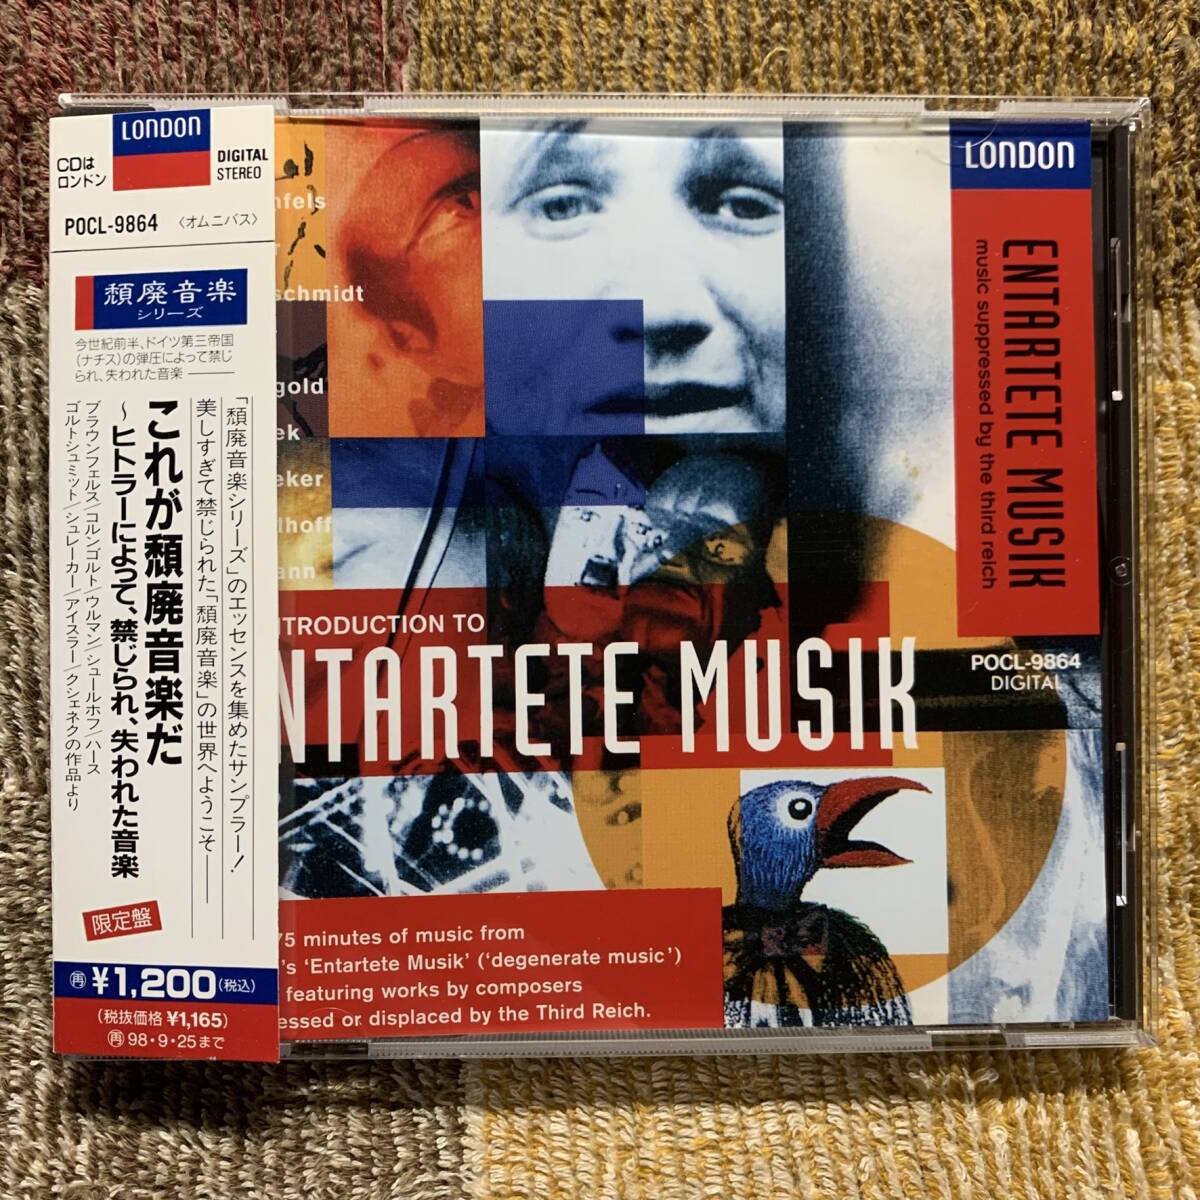 LONDON
CDは
ロンドン
DIGITAL
STEREO
POCL-9864
〈オムニバス〉
頽廃音楽
シリーズ
今世紀前半、ドイツ第三帝国
(ナチス)の弾圧によって禁じ
られ、失われた音楽
「頽廃音楽シリーズ」のエッセンスを集めたサンプラー!
美しすぎて禁じられた「頽廃音楽」の世界へようこそ
これが頽廃音楽だ
〜ヒトラーによって、禁じられ、失われた音楽
ブラウンフェルス/コルンゴルト/ウルマン/シュールホフ/ハース
ゴルトシュミット/シュレーカー/アイスラー/クシェネクの作品より
限定盤
再 ¥1,200(税込)
(税抜価格 ¥1,165)
再 98・9・25まで
nfels
schmidt
gold
ek
eker
lhoff
ann
NTRODUCTION TO
NTARTETE MUSIK
75 minutes of music from
's 'Entartete Musik' ('degenerate music')
featuring works by composers
essed or displaced by the Third Reich.
LONDON
ENTARTETE MUSIK
music suppressed by the third reich
POCL-9864
DIGITAL